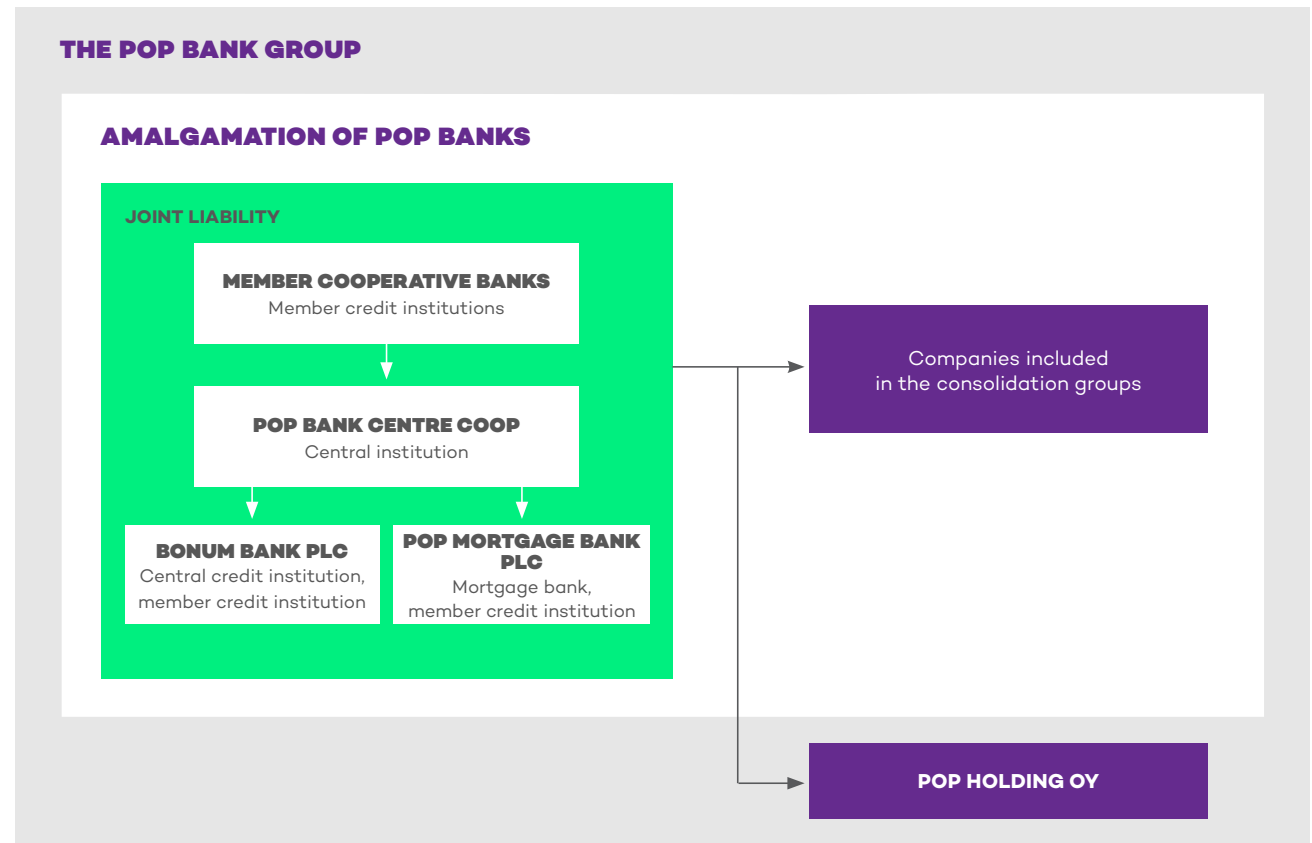 THE POP BANK GROUP
AMALGAMATION OF POP BANKS
JOINT LIABILITY
MEMBER COOPERATIVE BANKS
Member credit institutions
POP BANK CENTRE COOP
Central institution
BONUM BANK PLC
Central credit institution,
member credit institution
POP MORTGAGE BANK
PLC
Mortgage bank,
member credit institution
Companies included
in the consolidation groups
POP HOLDING OY